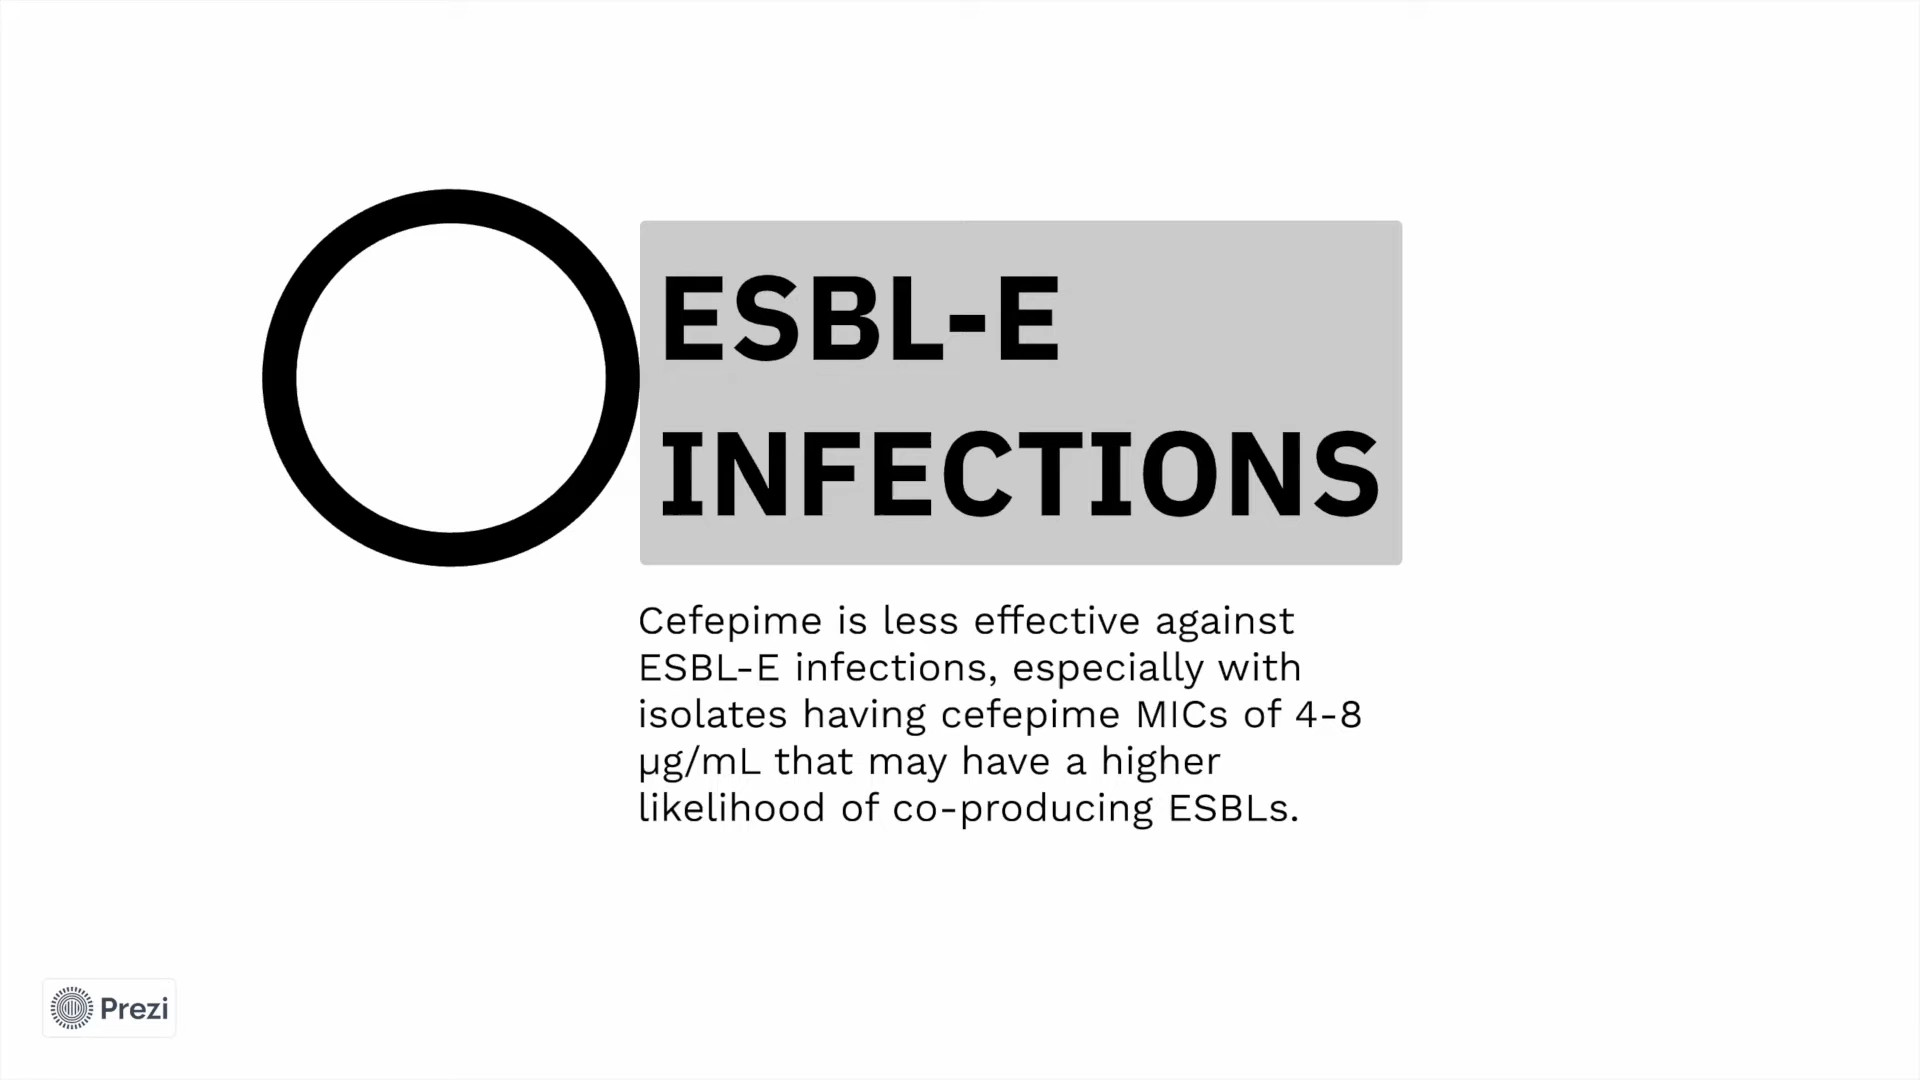 ESBL-E
INFECTIONS
Cefepime is less effective against
ESBL-E infections, especially with
isolates having cefepime MICs of 4-8
µg/mL that may have a higher
likelihood of co-producing ESBLs.
Prezi